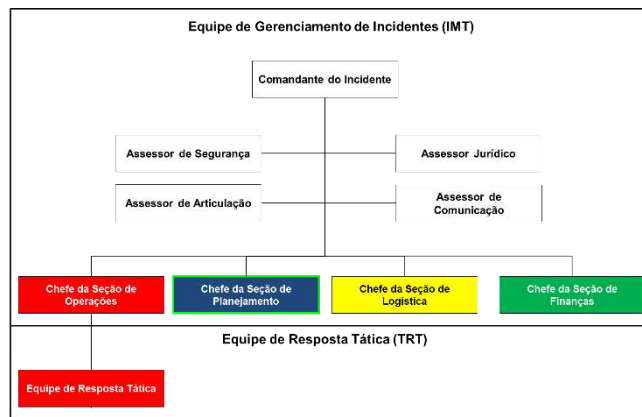 Equipe de Gerenciamento de Incidentes (IMT)
Comandante do Incidente
Assessor de Segurança
Assessor Jurídico
Assessor de Articulação
Assessor de
Comunicação
Chefe da Seção de
Operações
Chefe da Seção de
Planejamento
Chefe da Seção de
Logística
Chefe da Seção de
Finanças
Equipe de Resposta Tática (TRT)
Equipe de Resposta Tática